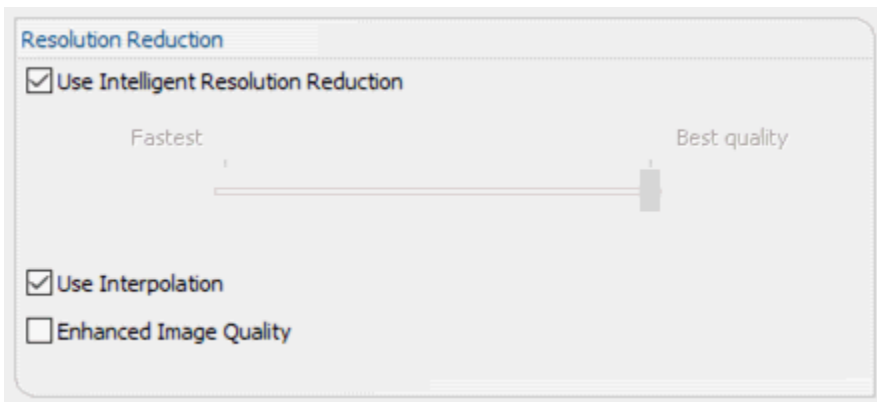 Resolution Reduction
Use Intelligent Resolution Reduction
Fastest Best quality
Use Interpolation
Enhanced Image Quality